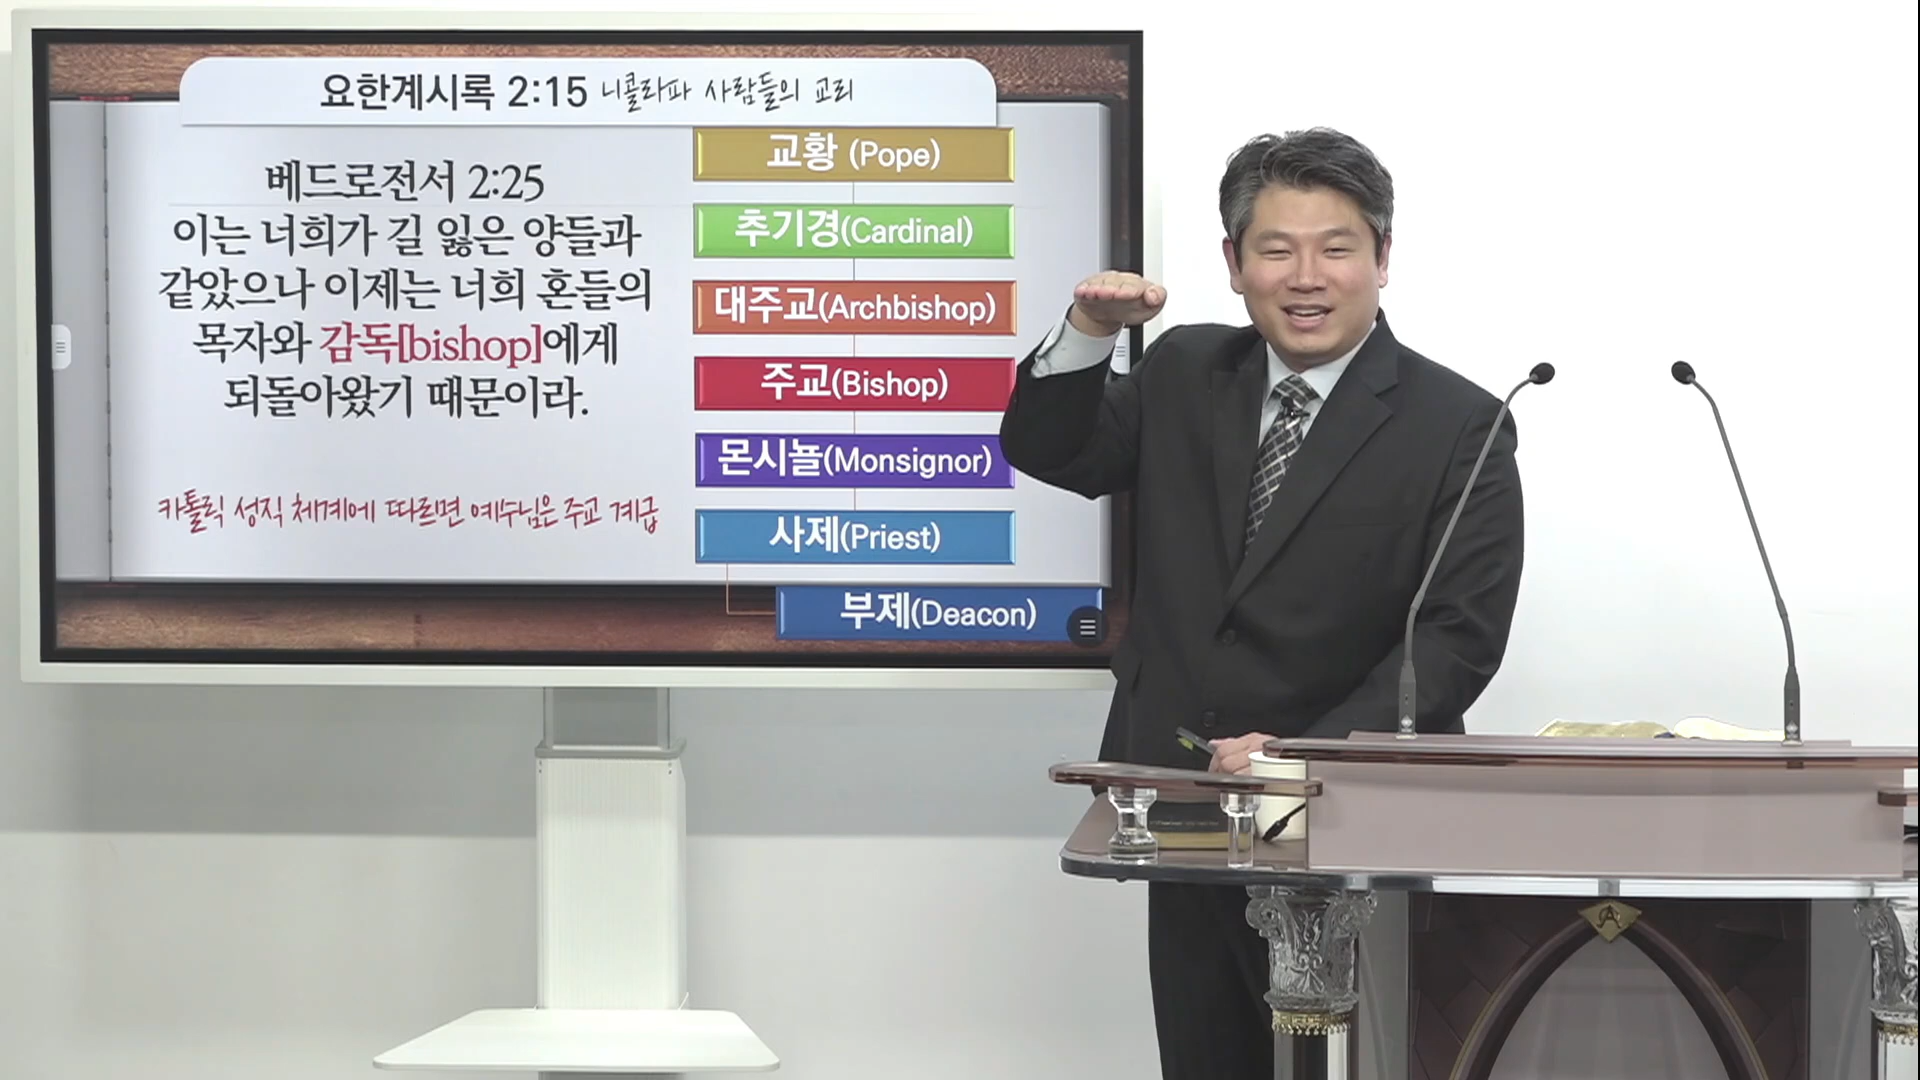 요한계시록 2:15 니콜라파 사람들의 교리
베드로전서 2:25
이는 너희가 길 잃은 양들과
같았으나 이제는 너희 혼들의
목자와 감독[bishop]에게
되돌아왔기 때문이라.
카톨릭 성직 체계에 따르면 예수님은 주교 계급
교황 (Pope)
추기경(Cardinal)
대주교(Archbishop)
주교(Bishop)
몬시뇰(Monsignor)
사제(Priest)
부제(Deacon)